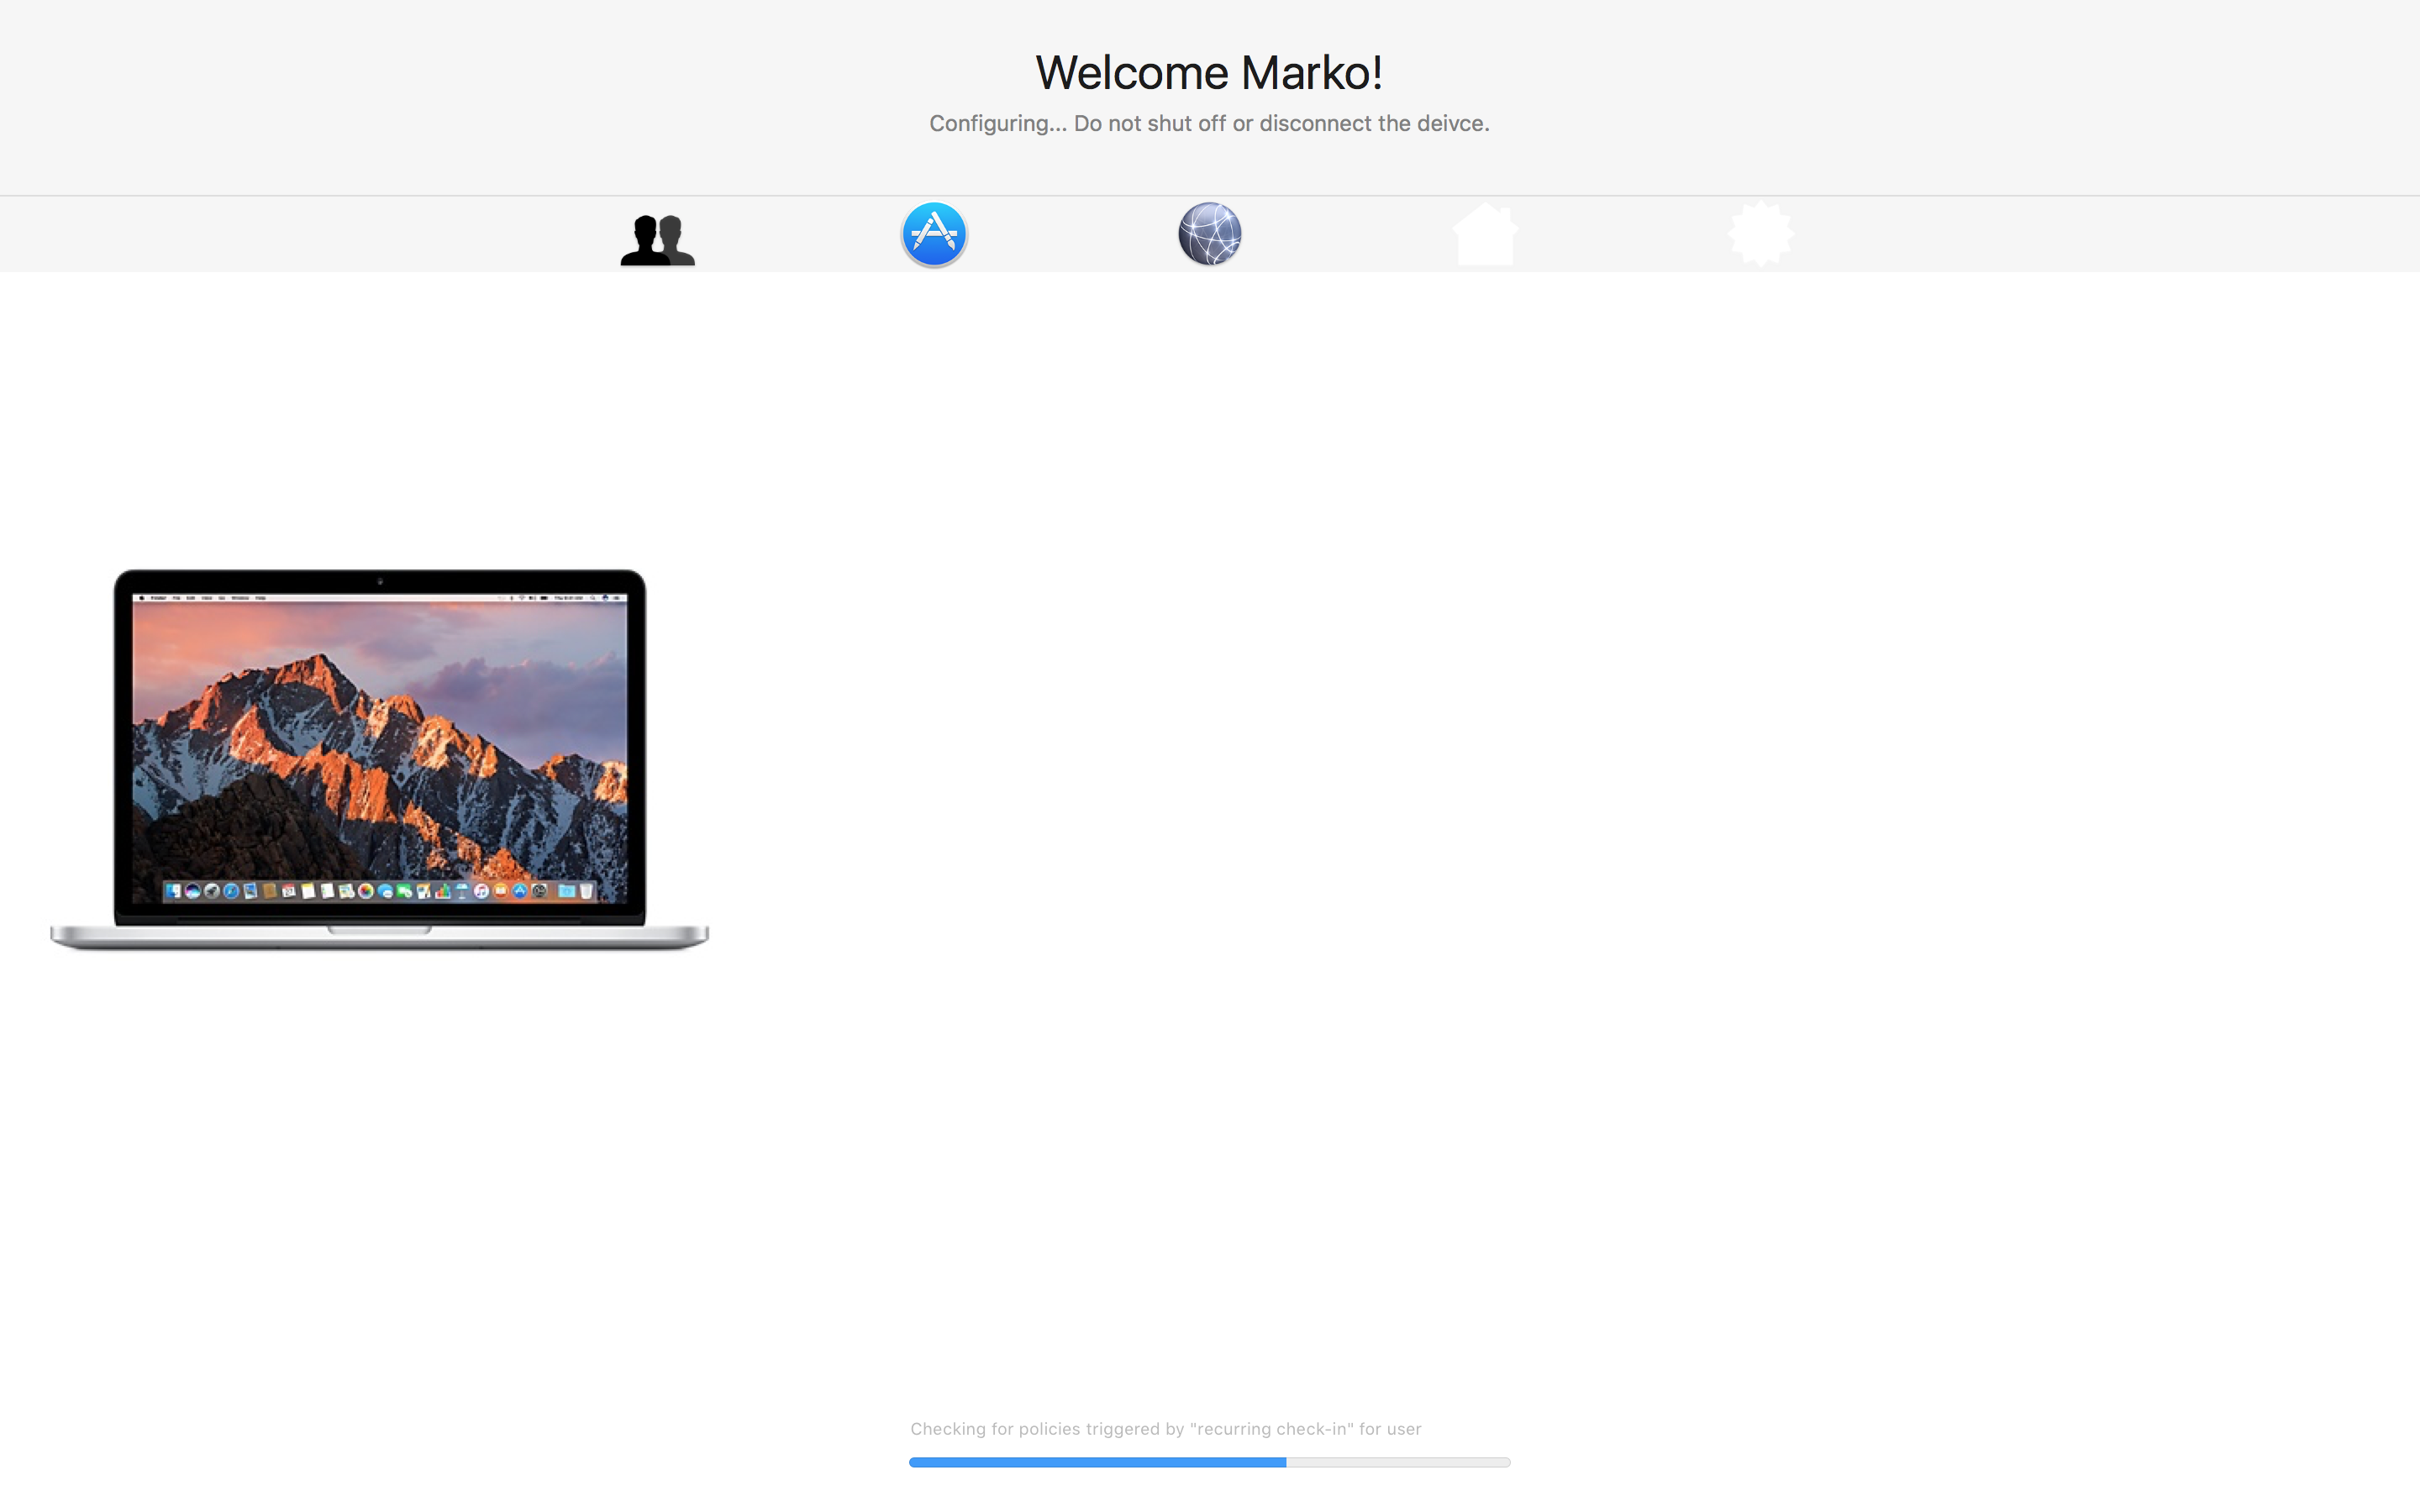 Welcome Marko!
Configuring... Do not shut off or disconnect the deivce.
Checking for policies triggered by "recurring check-in" for user